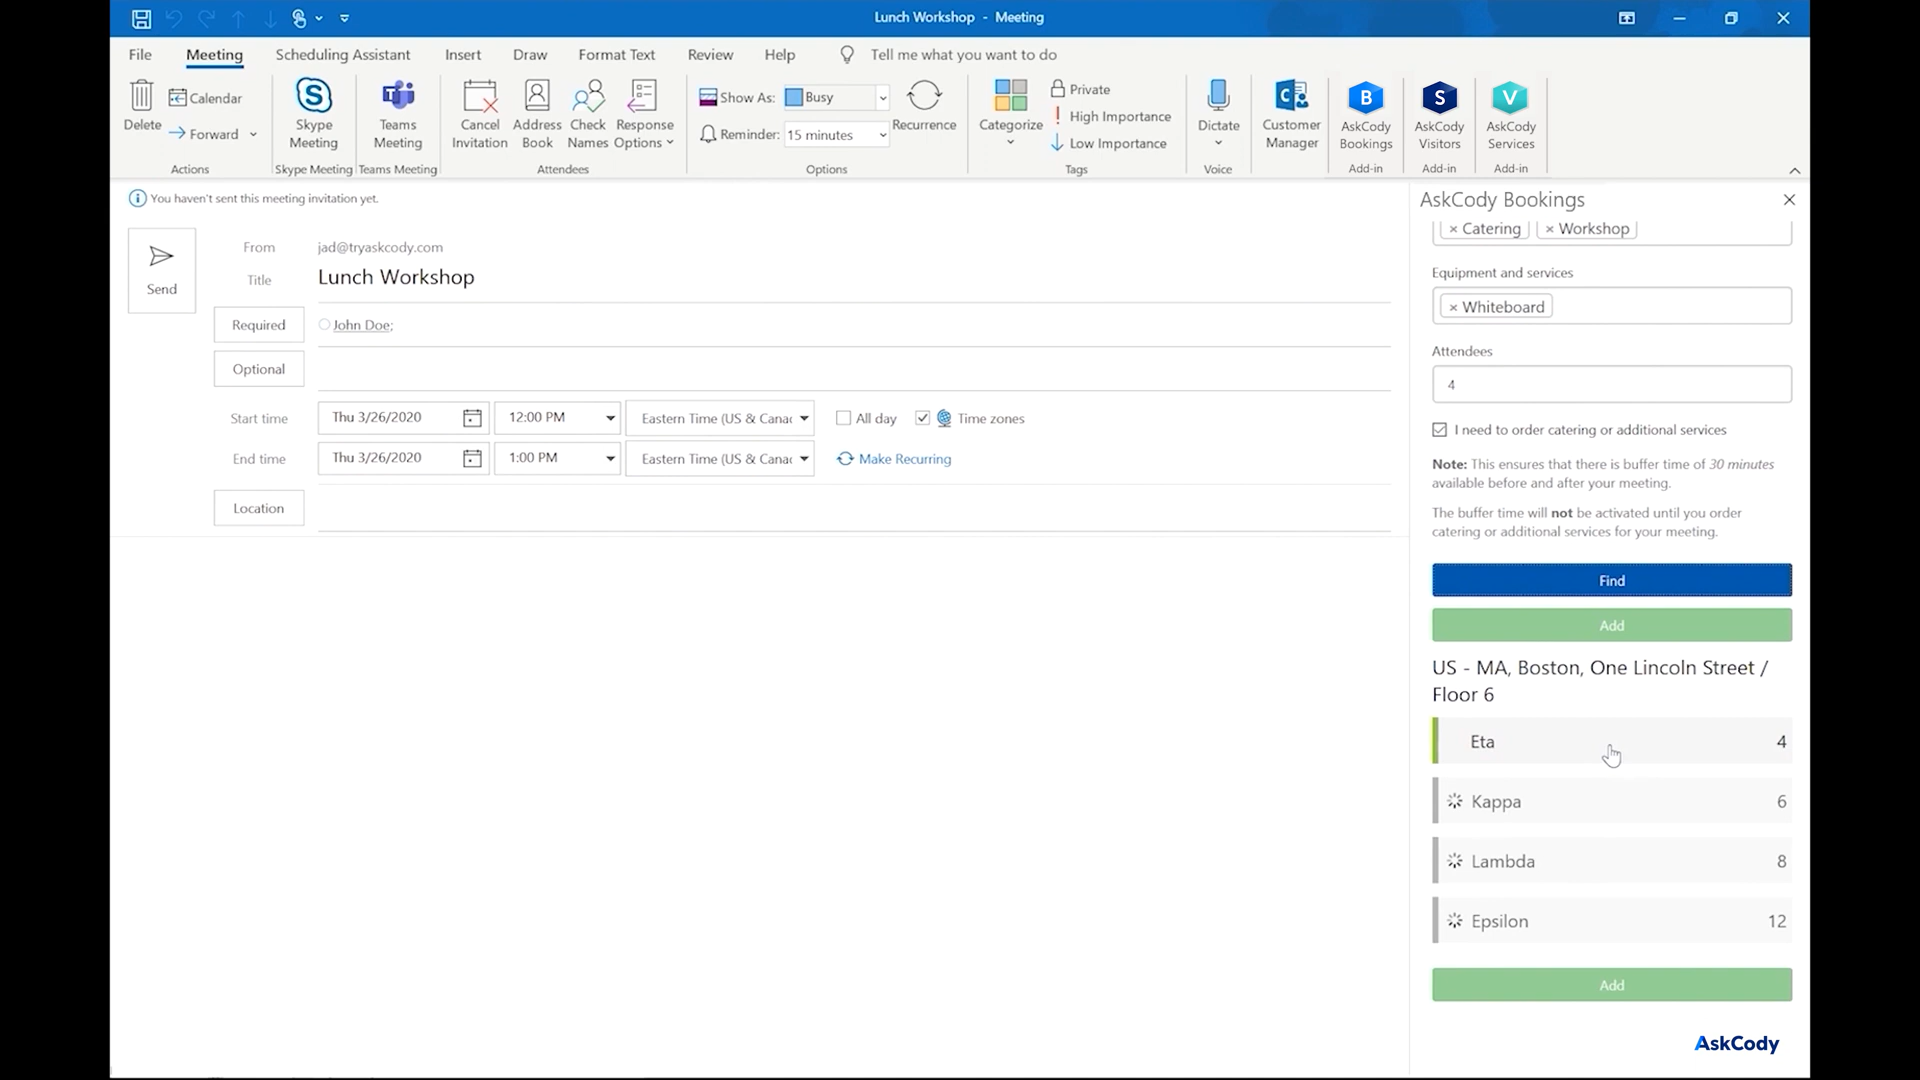 Lunch Workshop - Meeting
File Meeting Scheduling Assistant Insert Draw Format Text Review Help Tell me what you want to do
Delete
Calendar
Forward
Actions
Skype Meeting
Skype Meeting
Teams Meeting
Teams Meeting
Cancel Invitation
Address Book
Check Names
Response Options
Attendees
Show As: Busy
Reminder: 15 minutes
Recurrence
Options
Categorize
Private
High Importance
Low Importance
Tags
Dictate
Voice
Customer Manager
B
AskCody Bookings
Add-in
S
AskCody Visitors
Add-in
V
AskCody Services
Add-in
You haven't sent this meeting invitation yet.
Send
From jad@tryaskcody.com
Title Lunch Workshop
Required John Doe;
Optional
Start time Thu 3/26/2020 12:00 PM Eastern Time (US & Canac All day Time zones
End time Thu 3/26/2020 1:00 PM Eastern Time (US & Canac Make Recurring
Location
AskCody Bookings
× Catering × Workshop
Equipment and services
× Whiteboard
Attendees
4
I need to order catering or additional services
Note: This ensures that there is buffer time of 30 minutes
available before and after your meeting.
The buffer time will not be activated until you order
catering or additional services for your meeting.
Find
Add
US - MA, Boston, One Lincoln Street /
Floor 6
Eta 4
Kappa 6
Lambda 8
Epsilon 12
Add
AskCody